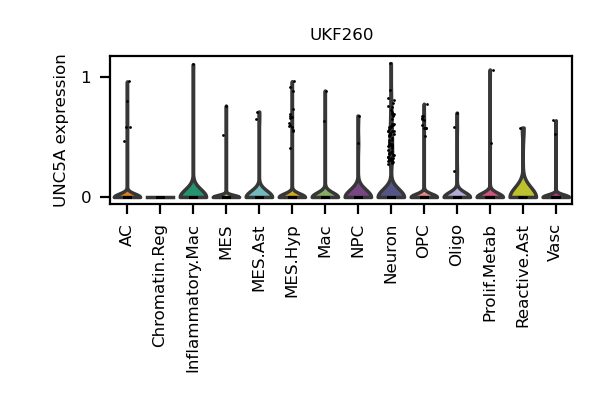 UKF260
UNC5A expression
1
0
AC
Chromatin.Reg
Inflammatory.Mac
MES
MES.Ast
MES.Hyp
Mac
NPC
Neuron
OPC
Oligo
Prolif.Metab
Reactive.Ast
Vasc